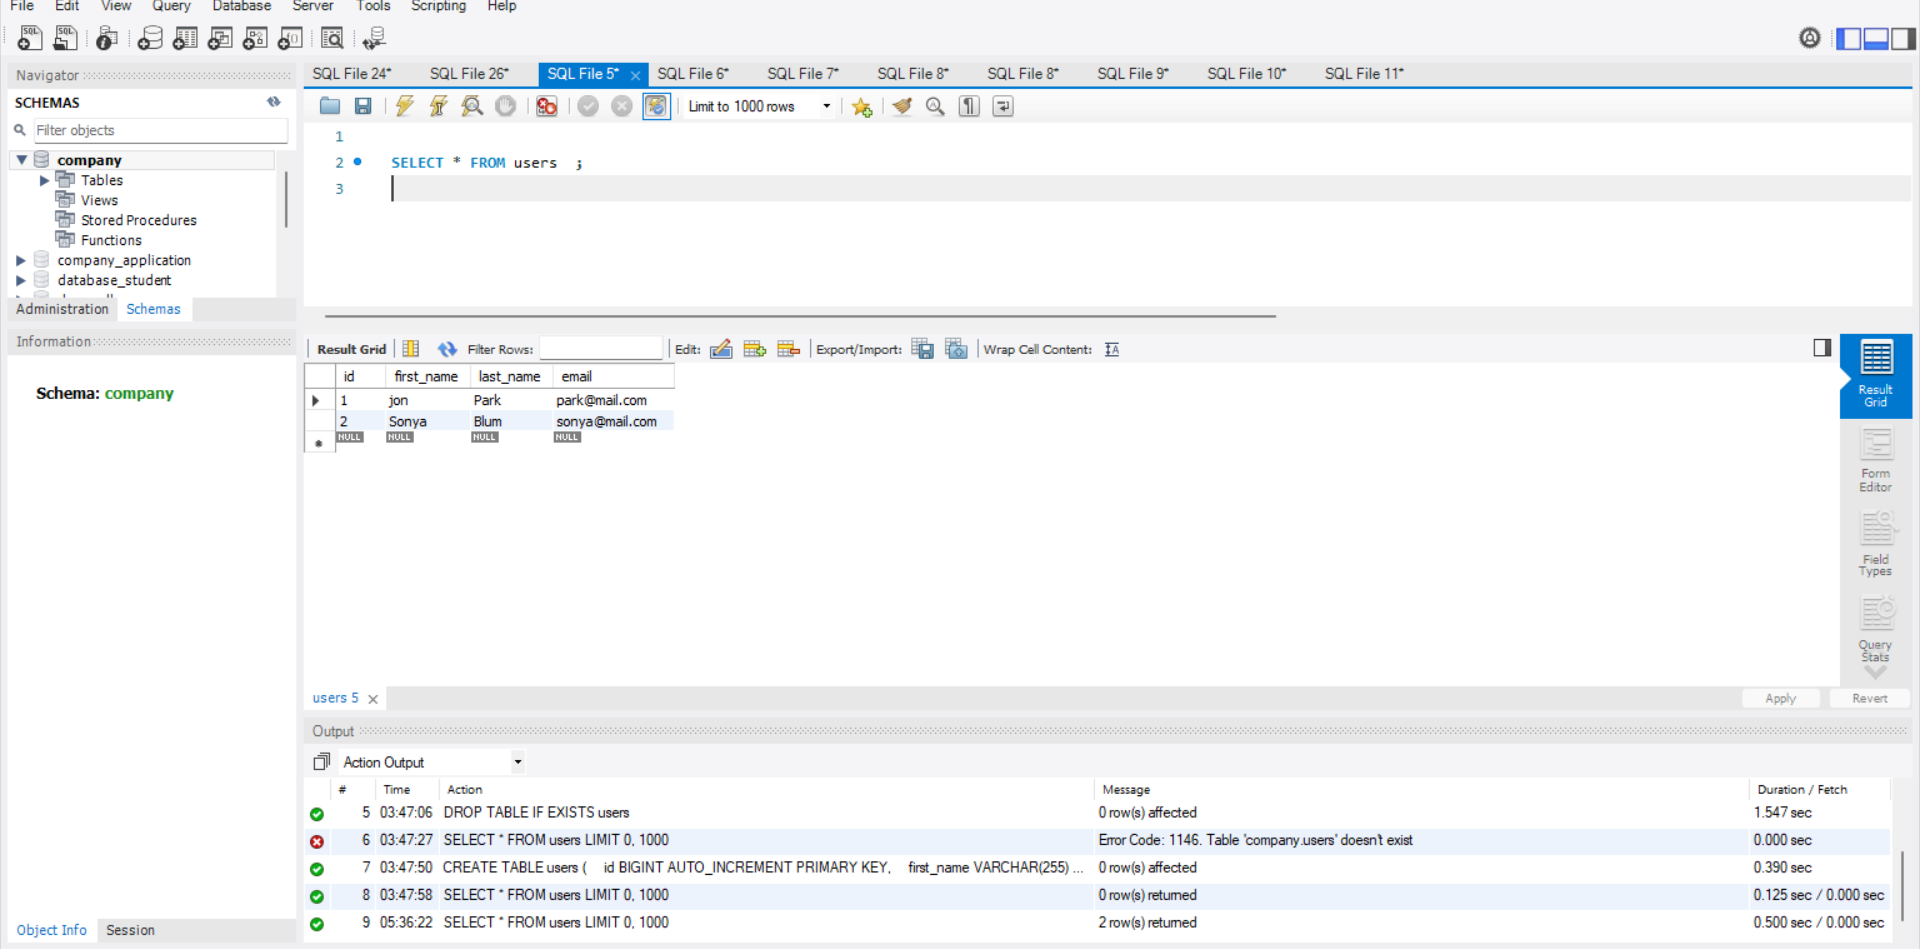 File Edit View Query Database Server Tools Scripting Help
Navigator
SCHEMAS
Filter objects
company
Tables
Views
Stored Procedures
Functions
company_application
database_student
Administration Schemas
Information
Schema: company
Object Info Session
SQL File 24* SQL File 26* SQL File 5* SQL File 6* SQL File 7* SQL File 8* SQL File 8* SQL File 9* SQL File 10* SQL File 11*
Limit to 1000 rows
1
2 SELECT * FROM users ;
3
Result Grid Filter Rows: Edit: Export/Import: Wrap Cell Content:
id first_name last_name email
1 jon Park park@mail.com
2 Sonya Blum sonya@mail.com
NULL NULL NULL NULL
Result
Grid
Form
Editor
Field
Types
Query
Stats
users 5 Apply Revert
Output
Action Output
# Time Action Message Duration / Fetch
5 03:47:06 DROP TABLE IF EXISTS users 0 row(s) affected 1.547 sec
6 03:47:27 SELECT * FROM users LIMIT 0, 1000 Error Code: 1146. Table 'company.users' doesn't exist 0.000 sec
7 03:47:50 CREATE TABLE users ( id BIGINT AUTO_INCREMENT PRIMARY KEY, first_name VARCHAR(255) ... 0 row(s) affected 0.390 sec
8 03:47:58 SELECT * FROM users LIMIT 0, 1000 0 row(s) returned 0.125 sec / 0.000 sec
9 05:36:22 SELECT * FROM users LIMIT 0, 1000 2 row(s) returned 0.500 sec / 0.000 sec